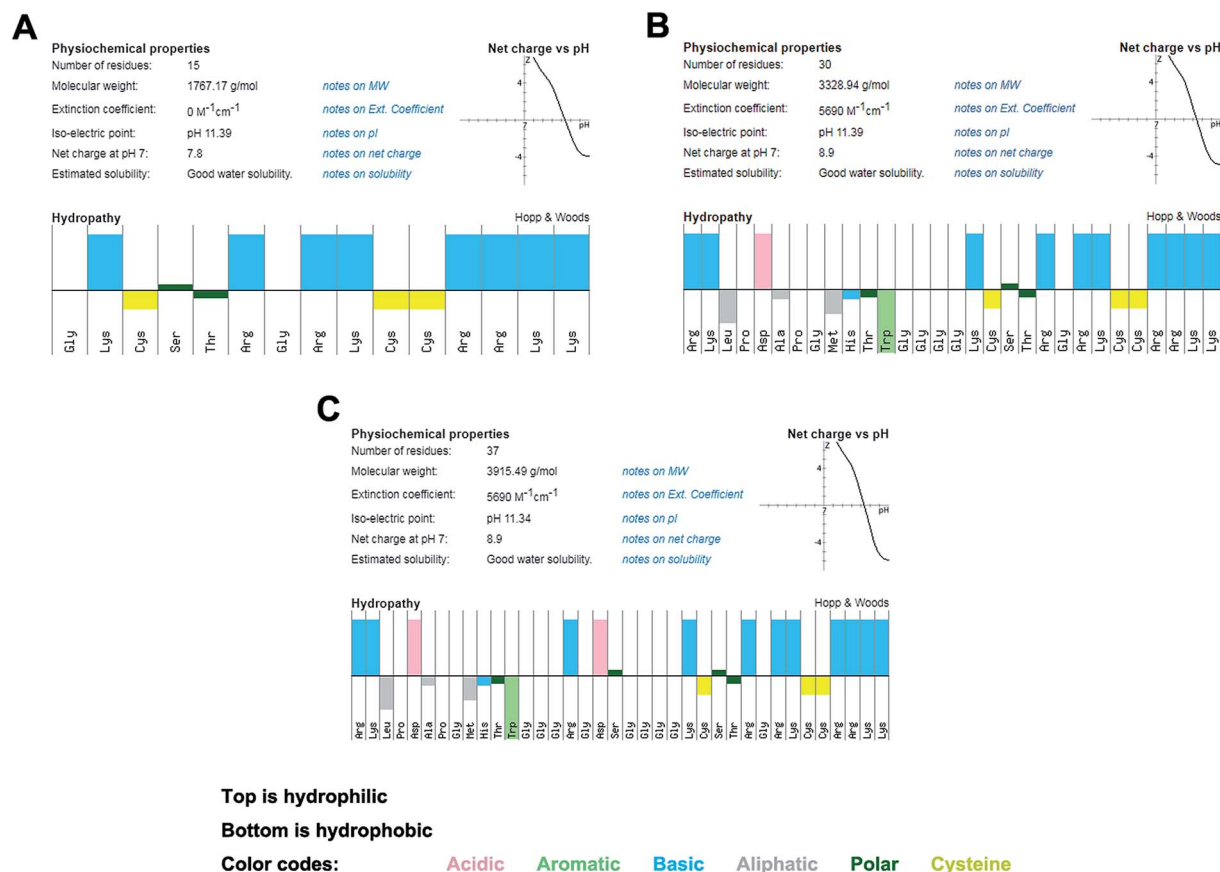 A
Physiochemical properties
Net charge vs pH
Number of residues: 15
Molecular weight: 1767.17 g/mol notes on MW
Extinction coefficient: 0 M-1cm-1 notes on Ext. Coefficient
Iso-electric point: pH 11.39 notes on pI
Net charge at pH 7: 7.8 notes on net charge
Estimated solubility: Good water solubility. notes on solubility
Z
4
7
pH
-4
Hydropathy Hopp & Woods
Gly Lys Cys Ser Thr Arg Gly Arg Lys Cys Cys Arg Arg Lys Lys
B
Physiochemical properties
Net charge vs pH
Number of residues: 30
Molecular weight: 3328.94 g/mol notes on MW
Extinction coefficient: 5690 M-1cm-1 notes on Ext. Coefficient
Iso-electric point: pH 11.39 notes on pI
Net charge at pH 7: 8.9 notes on net charge
Estimated solubility: Good water solubility. notes on solubility
Z
4
7
pH
-4
Hydropathy Hopp & Woods
Arg Lys Leu Pro Asp Ala Pro Gly Met His Thr Trp Gly Gly Gly Gly Lys Cys Ser Thr Arg Gly Arg Lys Cys Cys Arg Arg Lys Lys
C
Physiochemical properties
Net charge vs pH
Number of residues: 37
Molecular weight: 3915.49 g/mol notes on MW
Extinction coefficient: 5690 M-1cm-1 notes on Ext. Coefficient
Iso-electric point: pH 11.34 notes on pI
Net charge at pH 7: 8.9 notes on net charge
Estimated solubility: Good water solubility. notes on solubility
Z
4
7
pH
-4
Hydropathy Hopp & Woods
Arg Lys Leu Pro Asp Ala Pro Gly Met His Thr Trp Gly Gly Gly Arg Gly Asp Ser Gly Gly Gly Gly Lys Cys Ser Thr Arg Gly Arg Lys Cys Cys Arg Arg Lys Lys
Top is hydrophilic
Bottom is hydrophobic
Color codes: Acidic Aromatic Basic Aliphatic Polar Cysteine